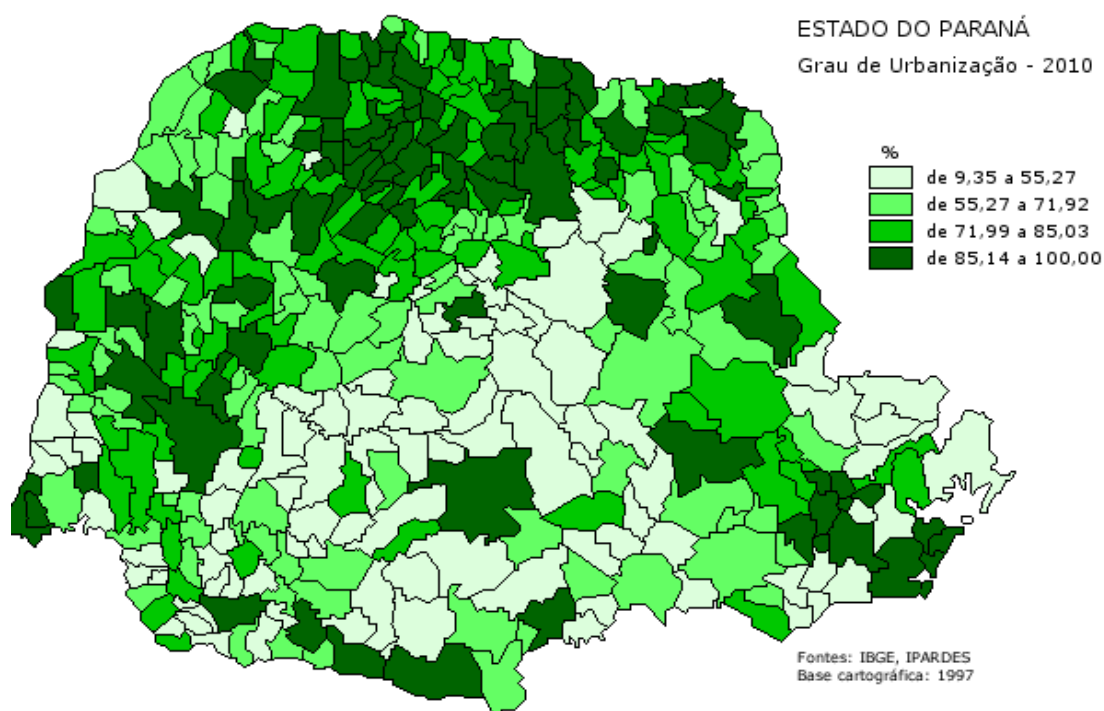 ESTADO DO PARANÁ
Grau de Urbanização - 2010
%
de 9,35 a 55,27
de 55,27 a 71,92
de 71,99 a 85,03
de 85,14 a 100,00
Fontes: IBGE, IPARDES
Base cartográfica: 1997